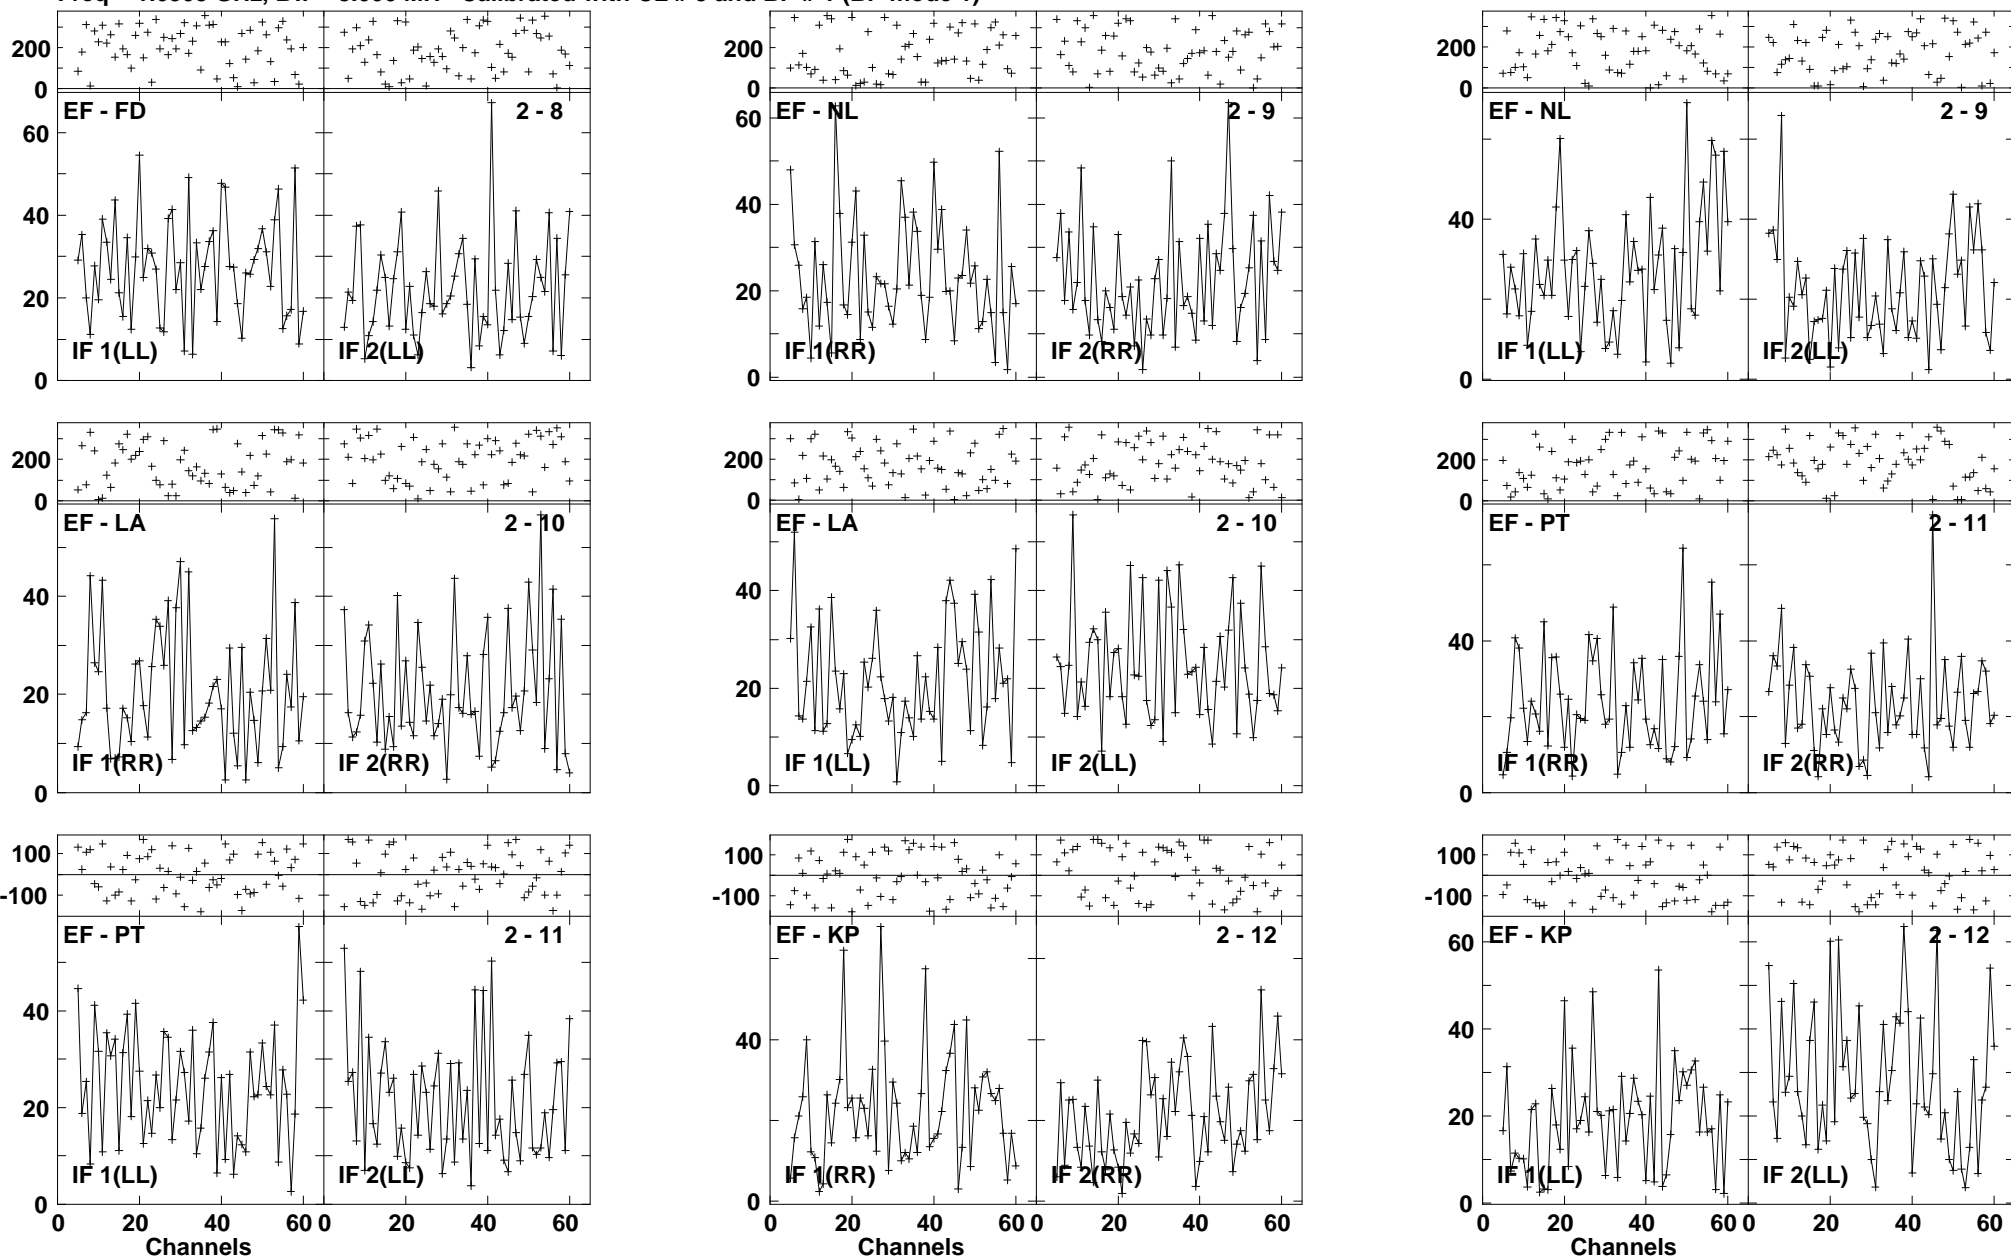 200
0
EF - FD
2 - 8
60
40
20
0
IF 1(LL)
IF 2(LL)
200
0
EF - NL
2 - 9
60
40
20
0
IF 1(RR)
IF 2(RR)
200
0
EF - NL
2 - 9
40
0
IF 1(LL)
IF 2(LL)
200
0
EF - LA
2 - 10
40
20
0
IF 1(RR)
IF 2(RR)
200
0
EF - LA
2 - 10
40
20
0
IF 1(LL)
IF 2(LL)
200
0
EF - PT
2 - 11
40
0
IF 1(RR)
IF 2(RR)
100
-100
EF - PT
2 - 11
40
20
0
IF 1(LL)
IF 2(LL)
0 20 40 60 0 20 40 60
Channels
100
-100
EF - KP
2 - 12
40
0
IF 1(RR)
IF 2(RR)
0 20 40 60 0 20 40 60
Channels
100
-100
EF - KP
2 - 12
60
40
20
0
IF 1(LL)
IF 2(LL)
0 20 40 60 0 20 40 60
Channels